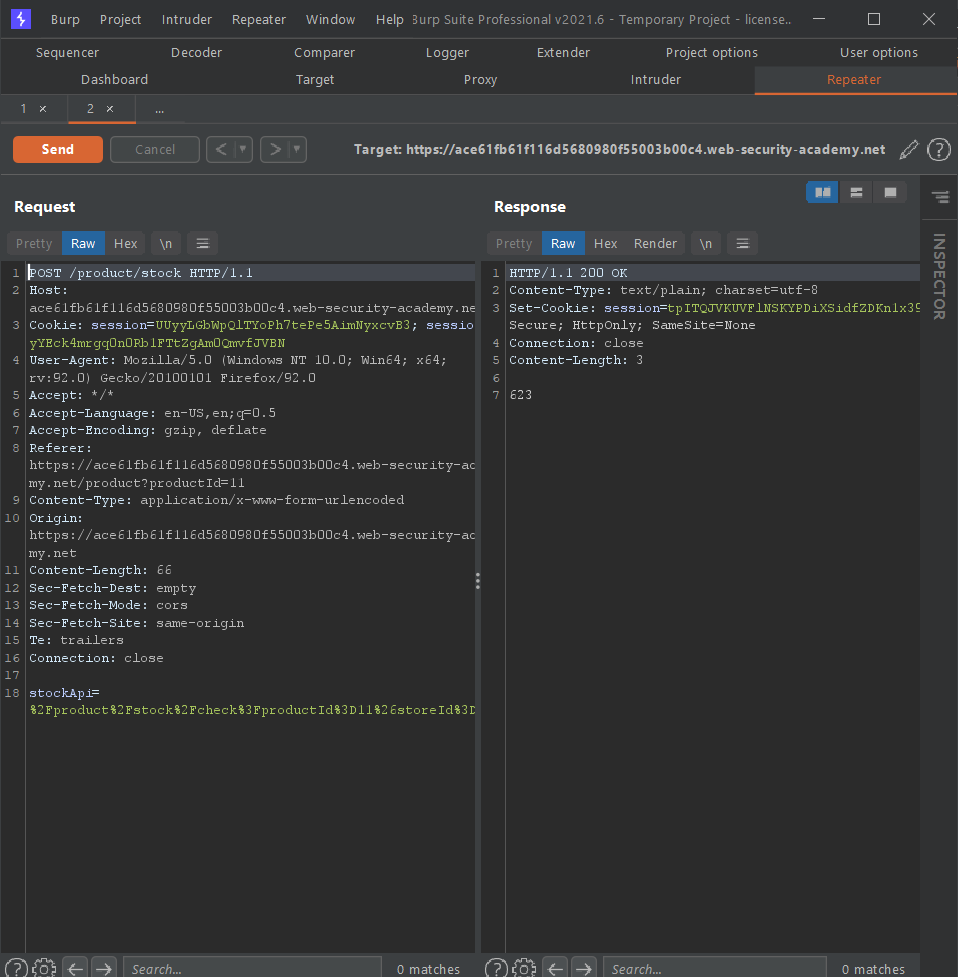 Burp Project Intruder Repeater Window Help Burp Suite Professional v2021.6 - Temporary Project - license..
Sequencer Decoder Comparer Logger Extender Project options User options
Dashboard Target Proxy Intruder Repeater
1 × 2 × ...
Send Cancel < > Target: https://ace61fb61f116d5680980f55003b00c4.web-security-academy.net ?
Request
Pretty Raw Hex \n
1 POST /product/stock HTTP/1.1
2 Host:
ace61fb61f116d5680980f55003b00c4.web-security-academy.ne
3 Cookie: session=UUyyLGbWpQlTYoPh7tePe5AimNyxcvB3; sessio
yYEck4mrgq0n0Rb1FTtZgAm0QmvfJVBN
4 User-Agent: Mozilla/5.0 (Windows NT 10.0; Win64; x64;
rv:92.0) Gecko/20100101 Firefox/92.0
5 Accept: */*
6 Accept-Language: en-US,en;q=0.5
7 Accept-Encoding: gzip, deflate
8 Referer:
https://ace61fb61f116d5680980f55003b00c4.web-security-ac
my.net/product?productId=11
9 Content-Type: application/x-www-form-urlencoded
10 Origin:
https://ace61fb61f116d5680980f55003b00c4.web-security-ac
my.net
11 Content-Length: 66
12 Sec-Fetch-Dest: empty
13 Sec-Fetch-Mode: cors
14 Sec-Fetch-Site: same-origin
15 Te: trailers
16 Connection: close
17
18 stockApi=
%2Fproduct%2Fstock%2Fcheck%3FproductId%3D11%26storeId%3D
? Search... 0 matches
Response
Pretty Raw Hex Render \n
1 HTTP/1.1 200 OK
2 Content-Type: text/plain; charset=utf-8
3 Set-Cookie: session=tpITQJVKUVFlNSKYPDiXSidfZDKnlx39
Secure; HttpOnly; SameSite=None
4 Connection: close
5 Content-Length: 3
6
7 623
? Search... 0 matches
INSPECTOR